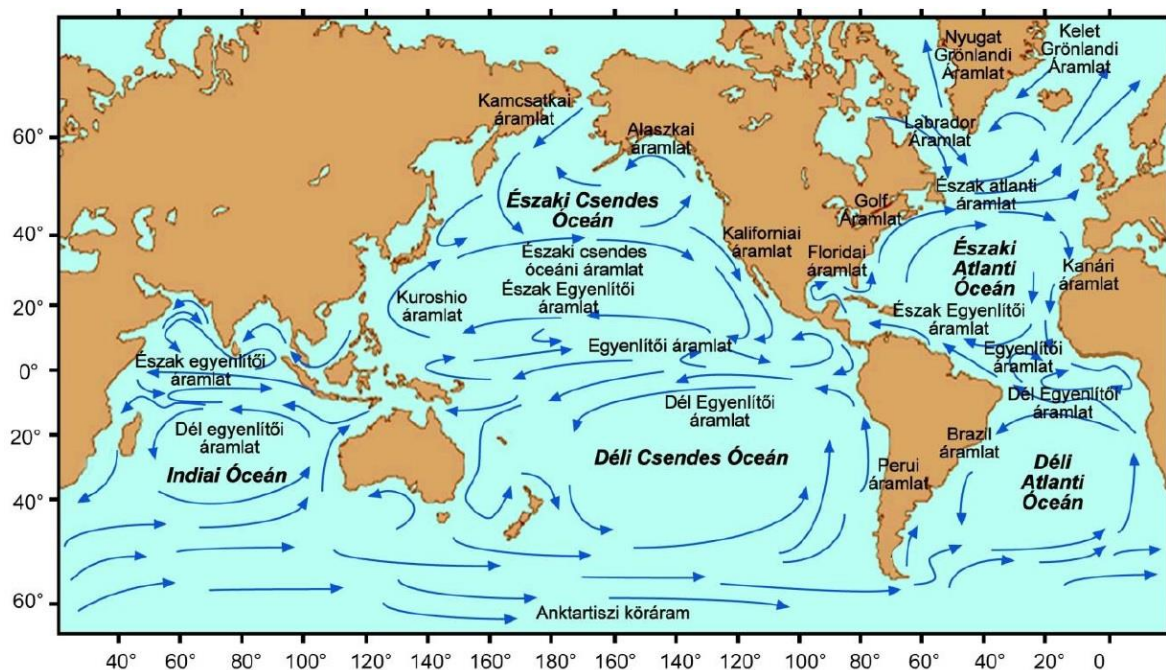 Nyugat
Grönlandi
Áramlat
Kelet
Grönlandi
Áramlat
Kamcsatkai
áramlat
Alaszkai
áramlat
Labrador
Áramlat
Északi Csendes
Óceán
Golf
Áramlat
Észak atlanti
áramlat
Északi csendes
óceáni áramlat
Kaliforniai
áramlat
Floridai
áramlat
Északi
Atlanti
Óceán
Kanári
áramlat
Kuroshio
áramlat
Észak Egyenlítői
áramlat
Észak Egyenlítői
áramlat
Észak egyenlítői
áramlat
Egyenlítői áramlat
Egyenlítői
áramlat
Dél egyenlítői
áramlat
Dél Egyenlítői
áramlat
Dél Egyenlítői
áramlat
Indiai Óceán
Déli Csendes Óceán
Perui
áramlat
Brazil
áramlat
Déli
Atlanti
Óceán
Anktartiszi köráram
60°
40°
20°
0°
20°
40°
60°
40° 60° 80° 100° 120° 140° 160° 180° 160° 140° 120° 100° 80° 60° 40° 20° 0